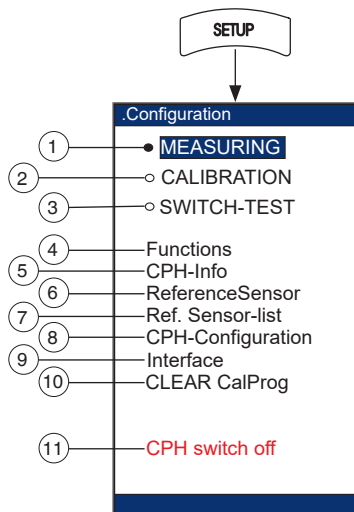 SETUP
.Configuration
1 MEASURING
2 CALIBRATION
3 SWITCH-TEST
4 Functions
5 CPH-Info
6 ReferenceSensor
7 Ref. Sensor-list
8 CPH-Configuration
9 Interface
10 CLEAR CalProg
11 CPH switch off